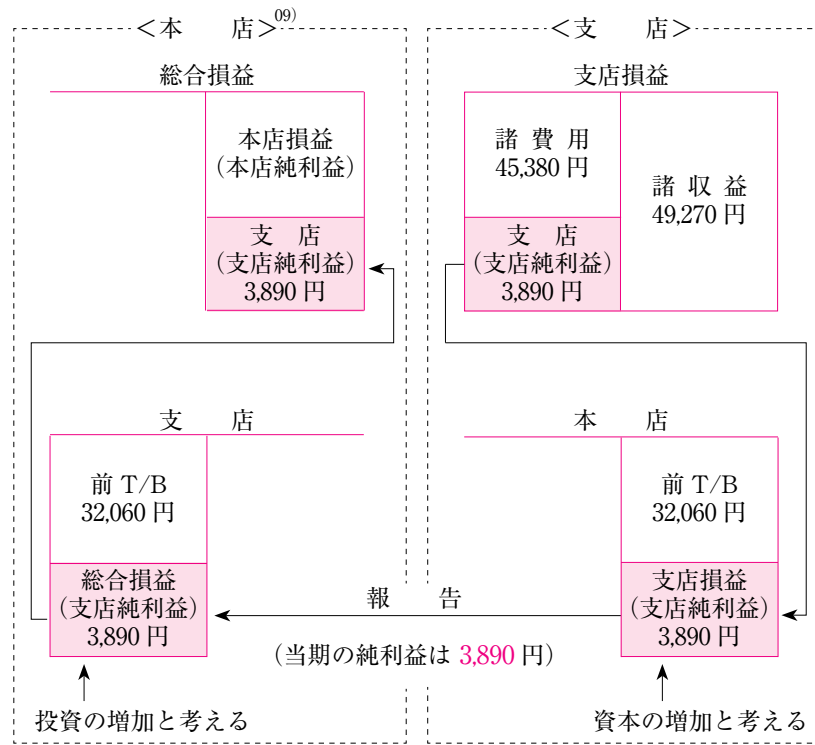 <本　　店>09)
総合損益
本店損益
(本店純利益)
支　店
(支店純利益)
3,890 円
支　　店
前 T/B
32,060 円
総合損益
(支店純利益)
3,890 円
投資の増加と考える
報　　告
(当期の純利益は 3,890 円)
<支　　店>
支店損益
諸 費 用
45,380 円
諸 収 益
49,270 円
支　店
(支店純利益)
3,890 円
本　　店
前 T/B
32,060 円
支店損益
(支店純利益)
3,890 円
資本の増加と考える